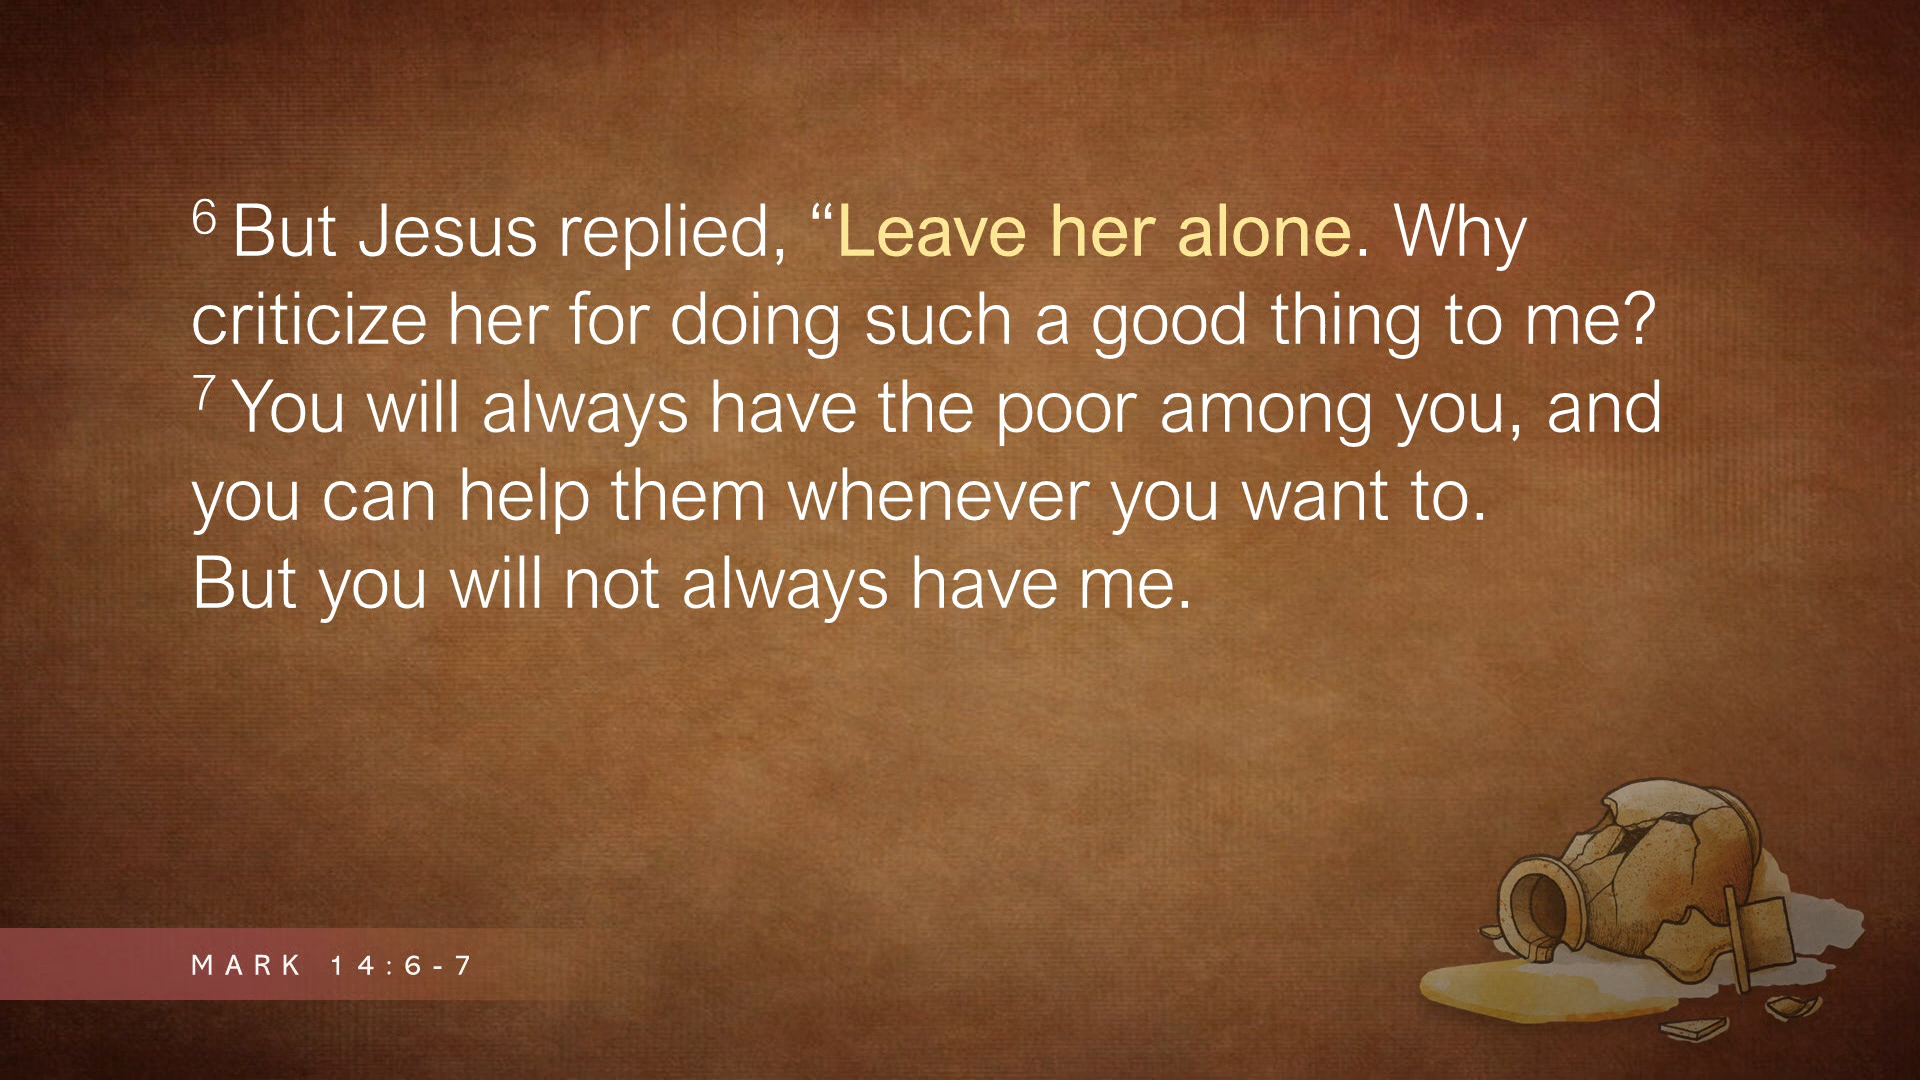 6 But Jesus replied, “Leave her alone. Why
criticize her for doing such a good thing to me?
7 You will always have the poor among you, and
you can help them whenever you want to.
But you will not always have me.
MARK 14:6-7